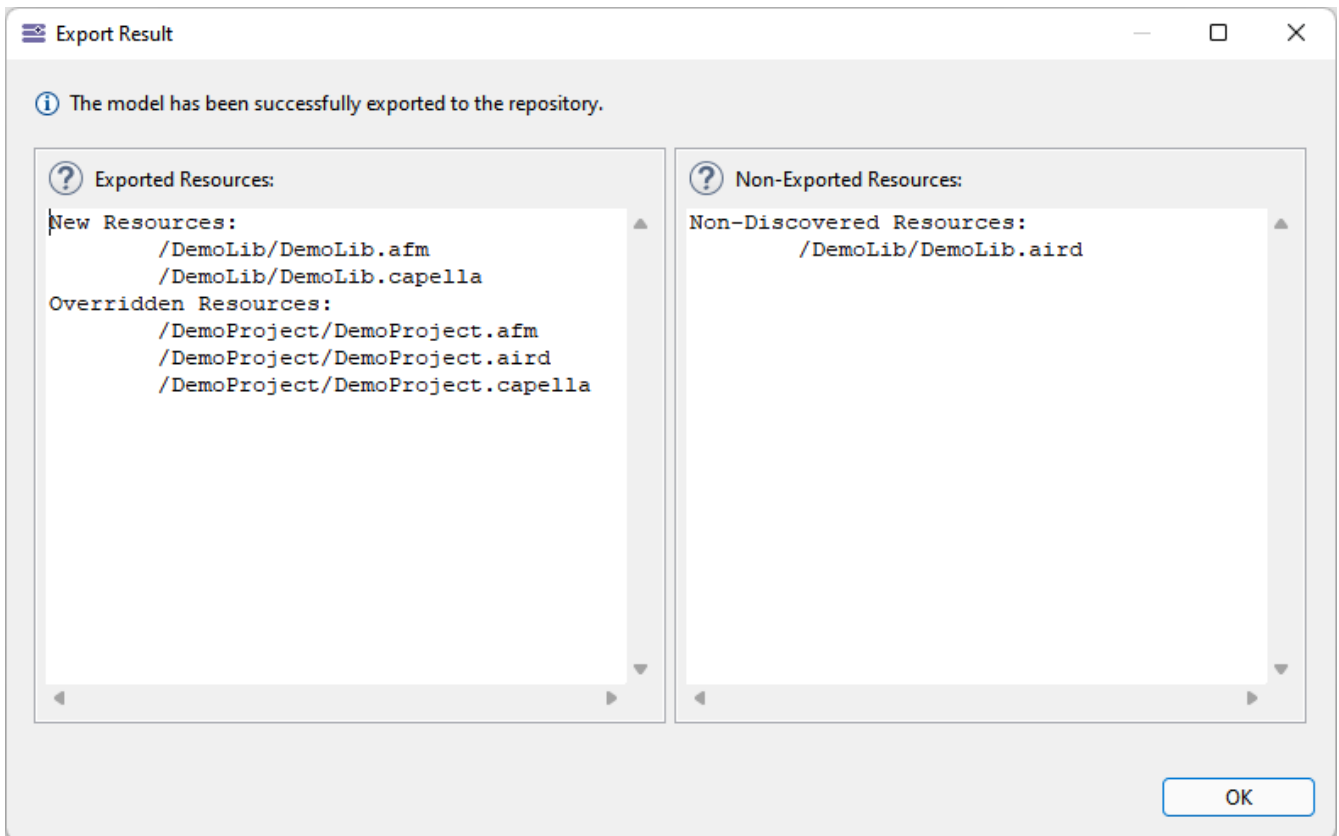 Export Result
The model has been successfully exported to the repository.
Exported Resources:
New Resources:
/DemoLib/DemoLib.afm
/DemoLib/DemoLib.capella
Overridden Resources:
/DemoProject/DemoProject.afm
/DemoProject/DemoProject.aird
/DemoProject/DemoProject.capella
Non-Exported Resources:
Non-Discovered Resources:
/DemoLib/DemoLib.aird
OK